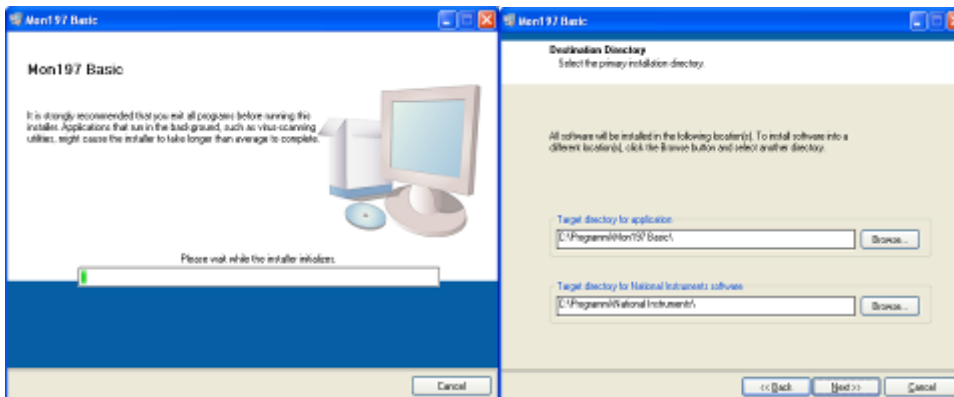 Mon197 Basic
Mon197 Basic
It is strongly recommended that you exit all programs before running this
installer. Applications that run in the background, such as virus-scanning
utilities, might cause the installer to take longer than average to complete.
Please wait while the installer initializes.
Cancel
Mon197 Basic
Destination Directory
Select the primary installation directory.
All software will be installed in the following location(s). To install software into a
different location(s), click the Browse button and select another directory.
Target directory for application
C:\Programmi\Mon197 Basic\
Browse...
Target directory for National Instruments software
C:\Programmi\National Instruments\
Browse...
<< Back
Next >>
Cancel